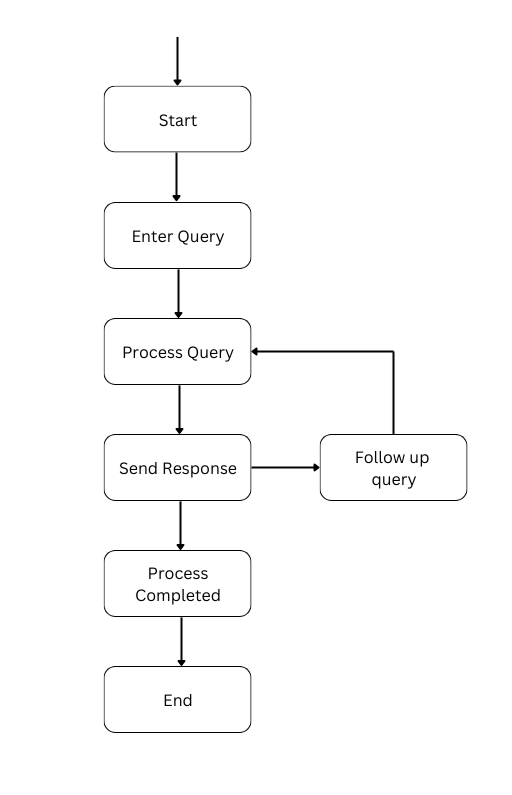 Start
Enter Query
Process Query
Send Response
Follow up
query
Process
Completed
End